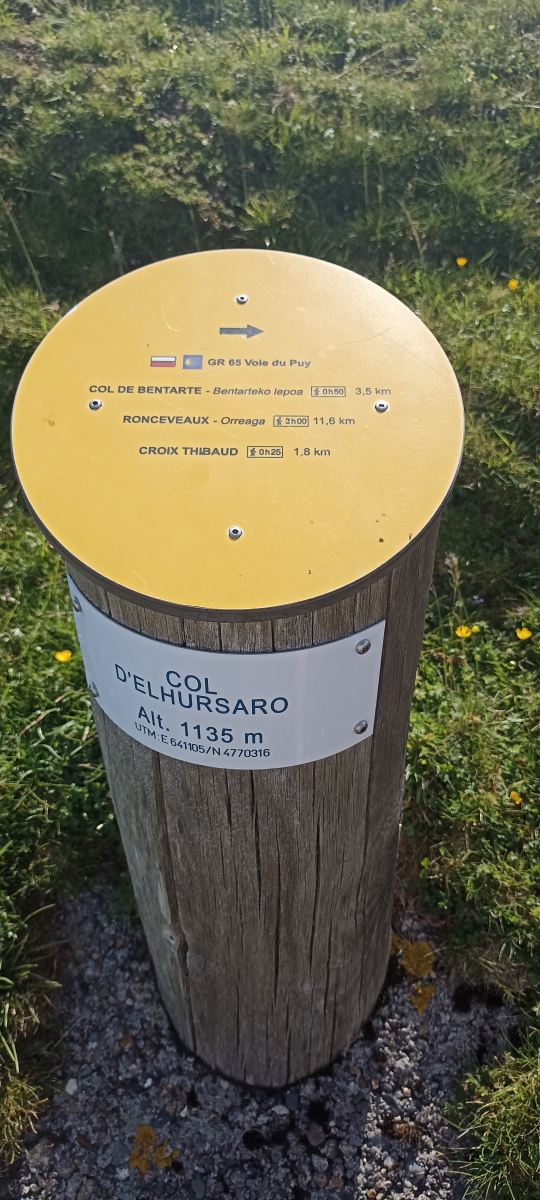 GR 65 Voie du Puy
COL DE BENTARTE - Bentarteko lepoa 0h50 3,5 km
RONCEVEAUX - Orreaga 3h00 11,6 km
CROIX THIBAUD 0h25 1,8 km
COL
D'ELHURSARO
Alt. 1135 m
UTM: E 641105/N 4770316